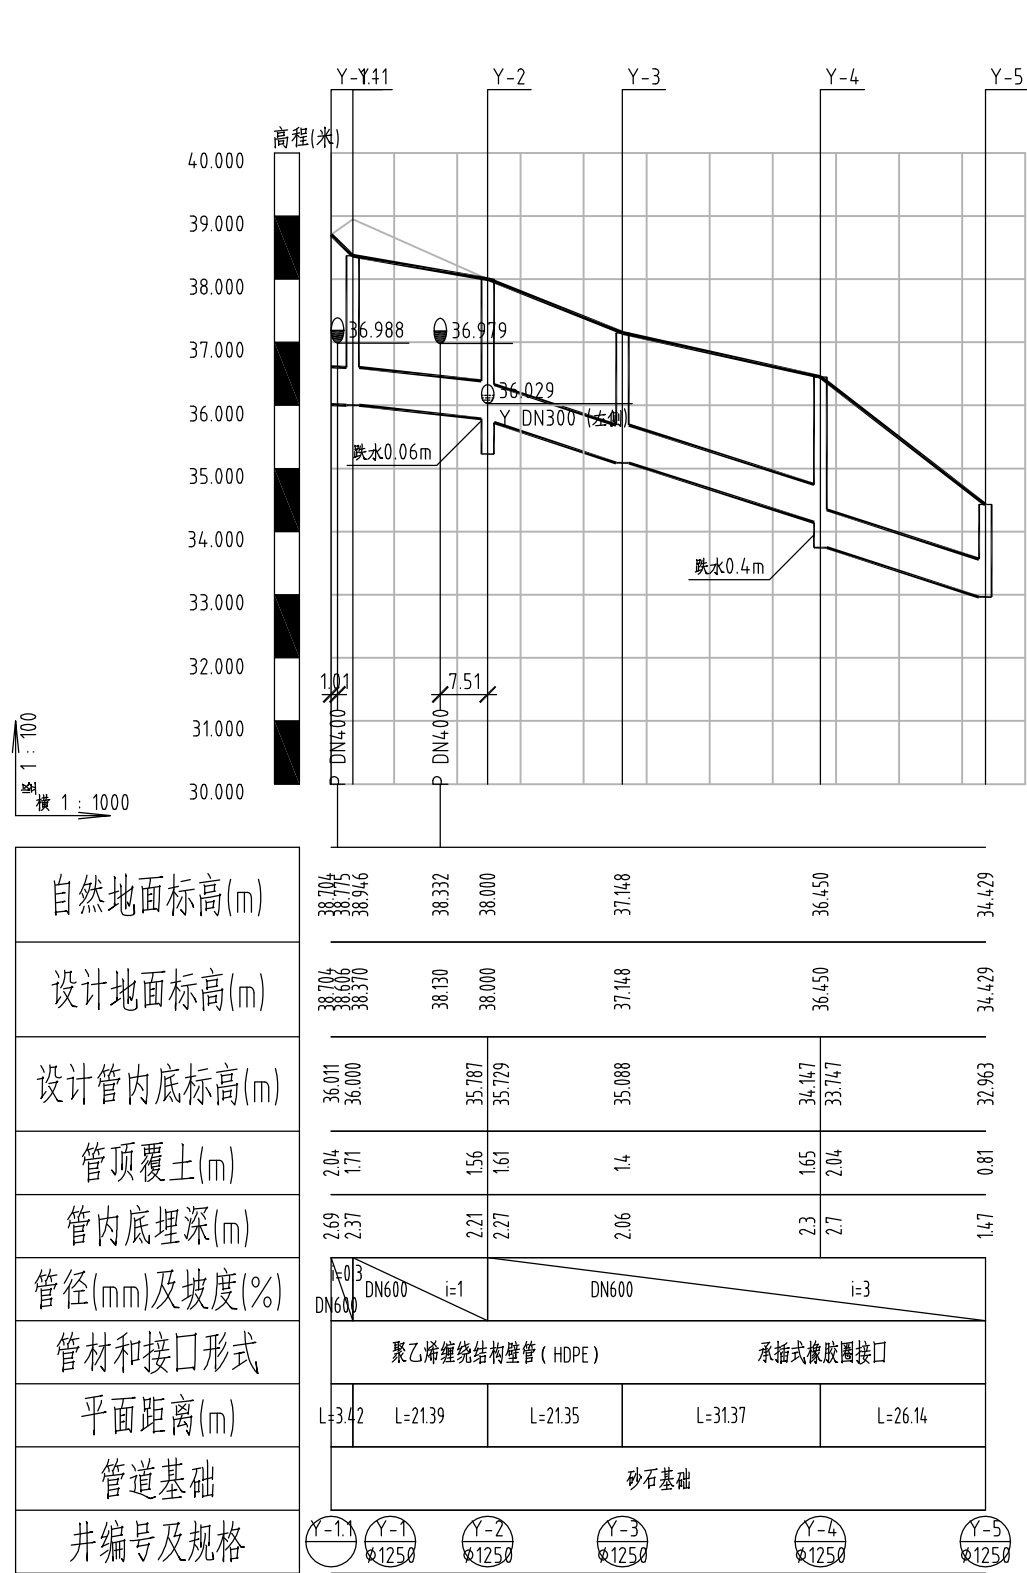 Y-1.1 Y-1 Y-2 Y-3 Y-4 Y-5
高程(米)
40.000
39.000
38.000
37.000
36.000
35.000
34.000
33.000
32.000
31.000
30.000
36.988
36.979
36.029
Y DN300 (左侧)
跌水0.06m
跌水0.4m
1.01
7.51
P DN400
P DN400
竖 1 : 100
横 1 : 1000
自然地面标高(m) 38.704 38.775 38.946 38.332 38.000 37.148 36.450 34.429
设计地面标高(m) 38.704 38.606 38.370 38.130 38.000 37.148 36.450 34.429
设计管内底标高(m) 36.011 36.000 35.787 35.729 35.088 34.147 33.747 32.963
管顶覆土(m) 2.04 1.71 1.56 1.61 1.4 1.65 2.04 0.81
管内底埋深(m) 2.69 2.37 2.21 2.27 2.06 2.3 2.7 1.47
管径(mm)及坡度(%) DN600 i=0.3 DN600 i=1 DN600 i=3
管材和接口形式 聚乙烯缠绕结构壁管(HDPE) 承插式橡胶圈接口
平面距离(m) L=3.42 L=21.39 L=21.35 L=31.37 L=26.14
管道基础 砂石基础
井编号及规格 Y-1.1 Y-1 Y-2 Y-3 Y-4 Y-5
φ1250 φ1250 φ1250 φ1250 φ1250